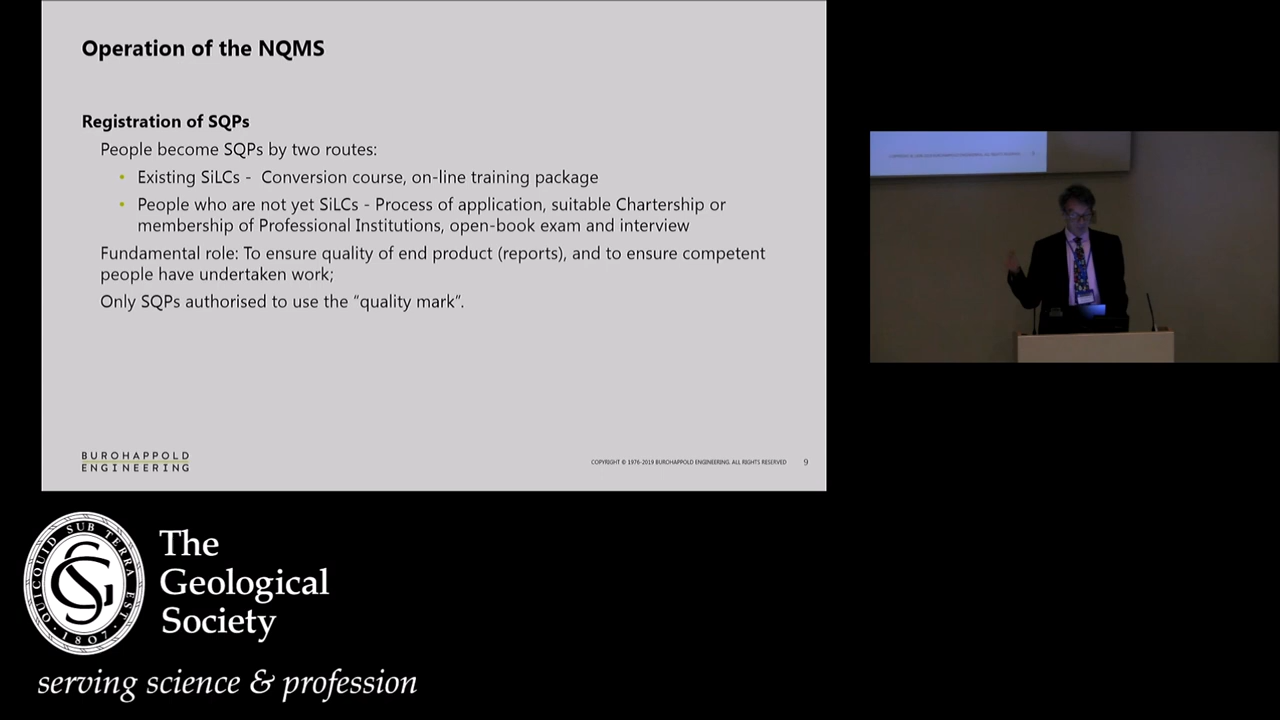 Operation of the NQMS
Registration of SQPs
People become SQPs by two routes:
• Existing SiLCs - Conversion course, on-line training package
• People who are not yet SiLCs - Process of application, suitable Chartership or
membership of Professional Institutions, open-book exam and interview
Fundamental role: To ensure quality of end product (reports), and to ensure competent
people have undertaken work;
Only SQPs authorised to use the “quality mark”.
BUROHAPPOLD
ENGINEERING
COPYRIGHT © 1976-2019 BUROHAPPOLD ENGINEERING. ALL RIGHTS RESERVED
9
QUICQUID SUB TERRA EST
1807
The
Geological
Society
serving science & profession